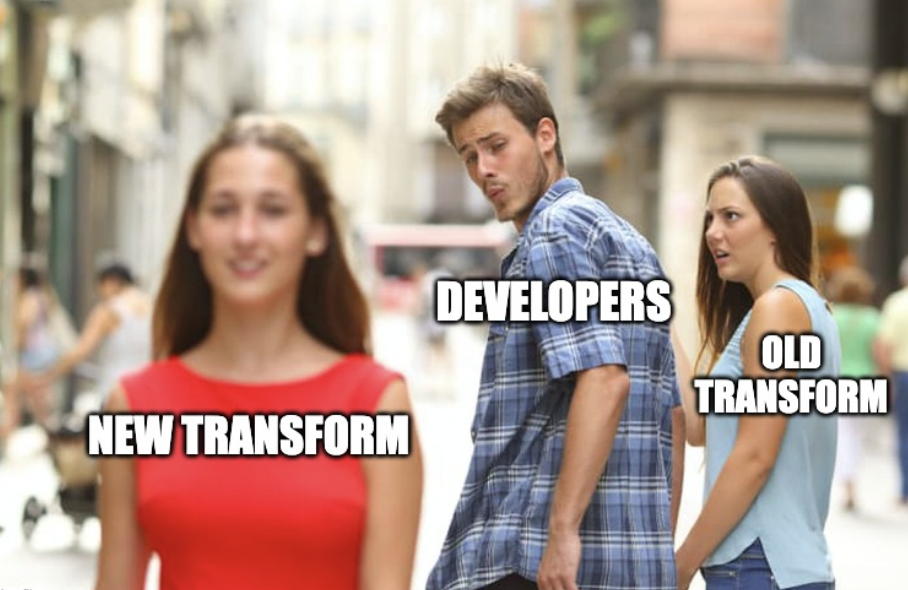 NEW TRANSFORM
DEVELOPERS
OLD
TRANSFORM